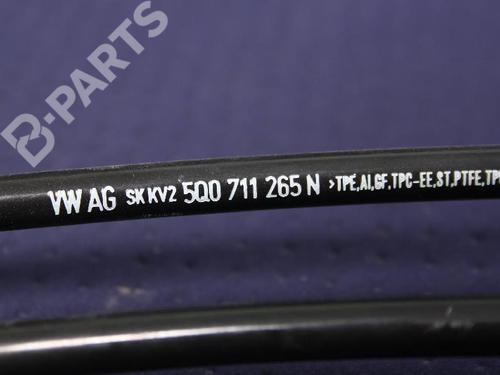 B-PARTS
VW AG SK KV2 5Q0 711 265 N >TPE,AI,GF,TPC-EE,ST,PTFE,TP